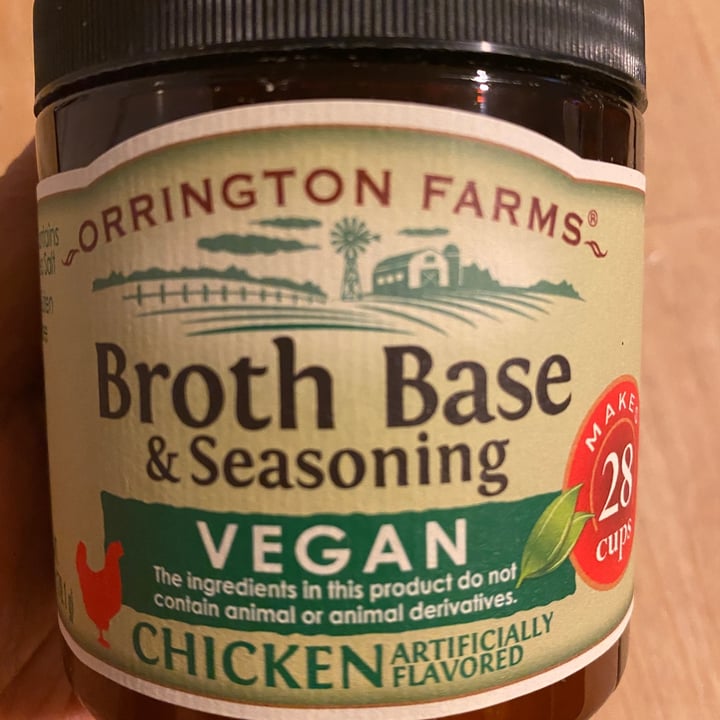 ORRINGTON FARMS®
Broth Base
& Seasoning
MAKES
28
cups
VEGAN
The ingredients in this product do not
contain animal or animal derivatives.
CHICKEN ARTIFICIALLY
FLAVORED